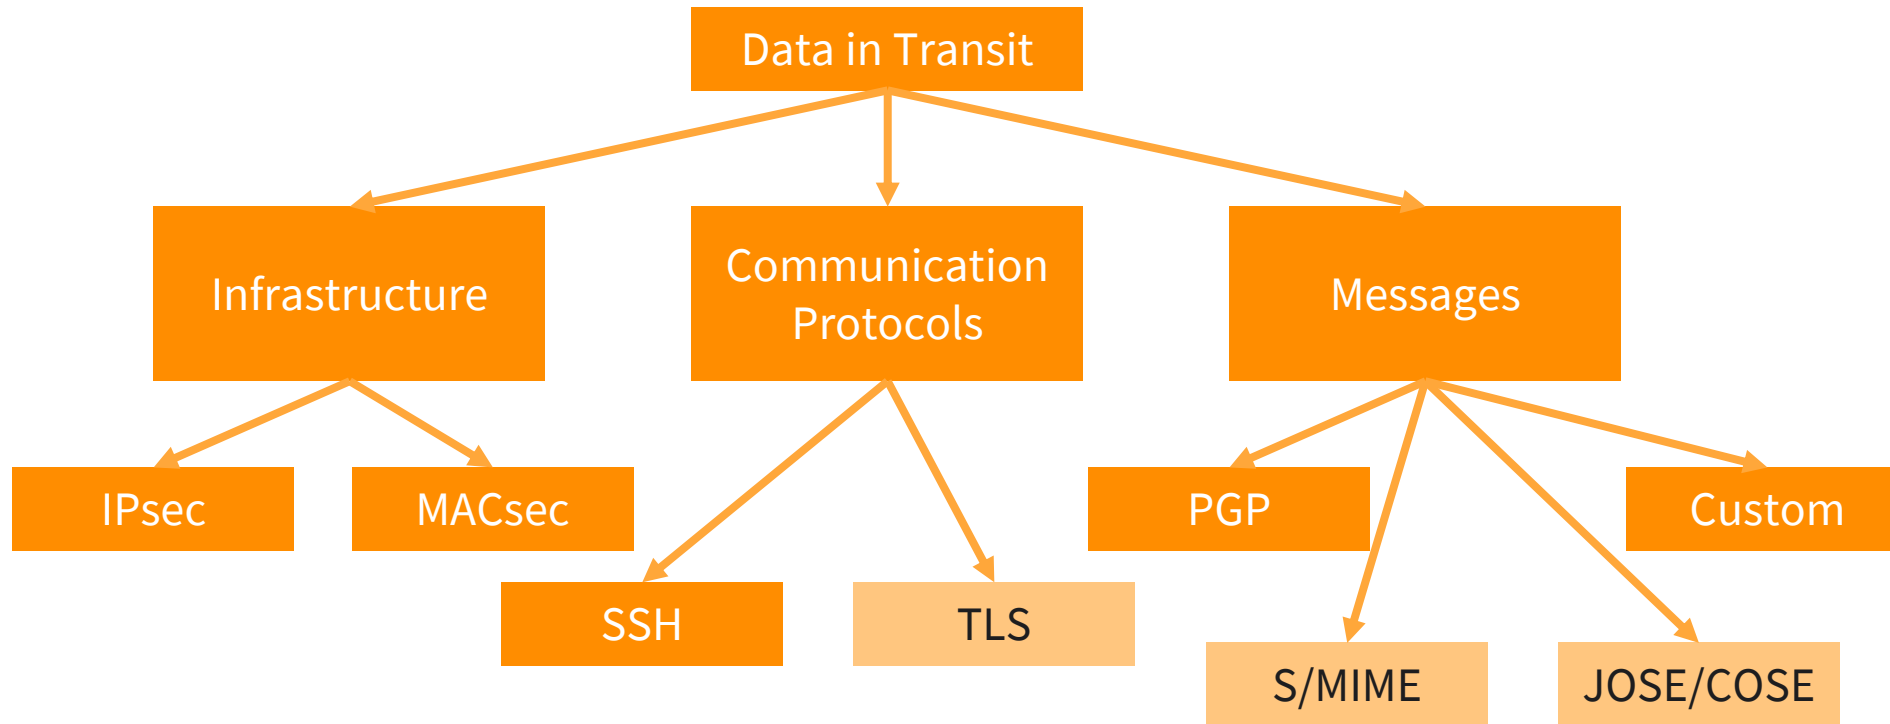 Data in Transit
Infrastructure
Communication
Protocols
Messages
IPsec
MACsec
PGP
Custom
SSH
TLS
S/MIME
JOSE/COSE